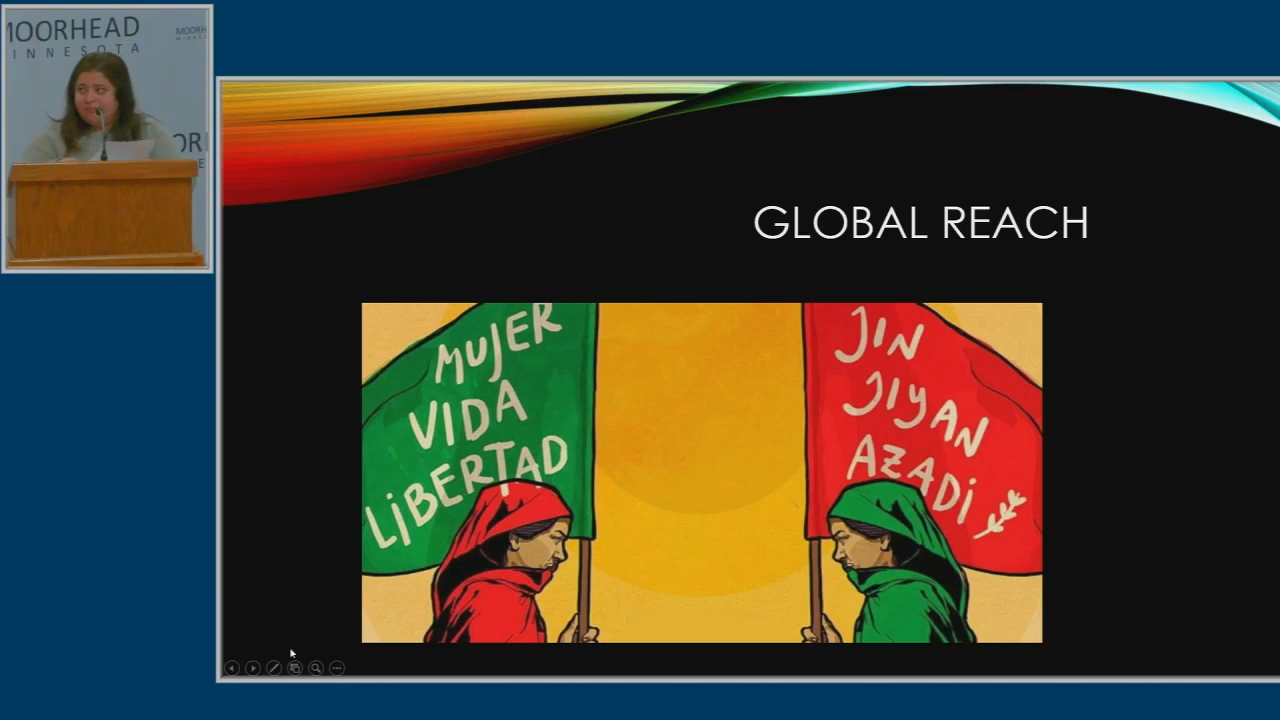 MOORHEAD
MINNESOTA
GLOBAL REACH
MUJER
VIDA
LIBERTAD
JIN
JIYAN
AZADI